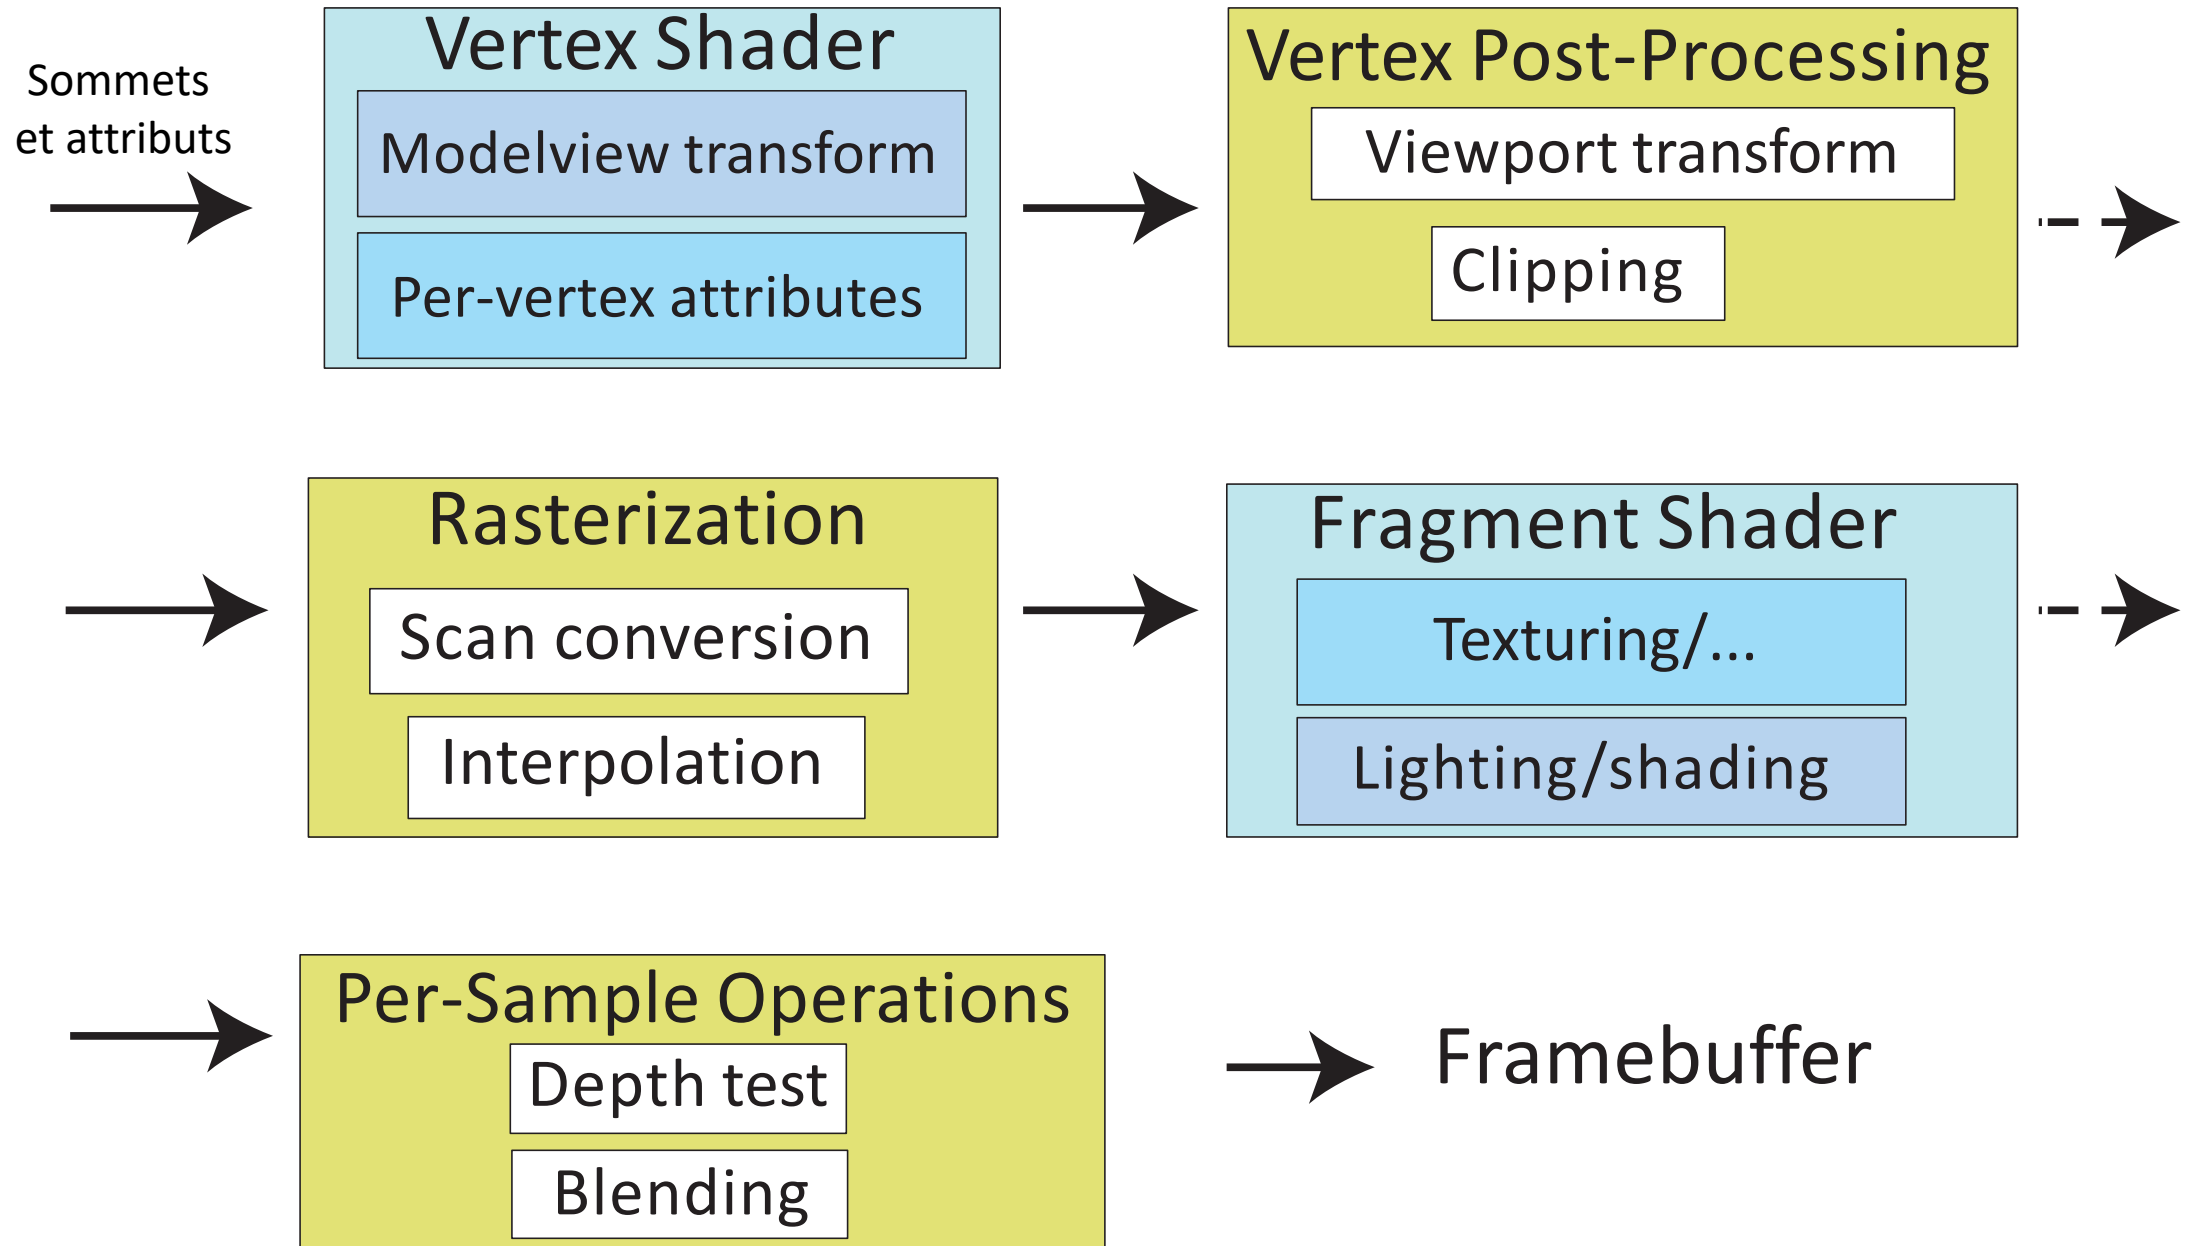 Sommets
et attributs
Vertex Shader
Modelview transform
Per-vertex attributes
Vertex Post-Processing
Viewport transform
Clipping
Rasterization
Scan conversion
Interpolation
Fragment Shader
Texturing/...
Lighting/shading
Per-Sample Operations
Depth test
Blending
Framebuffer